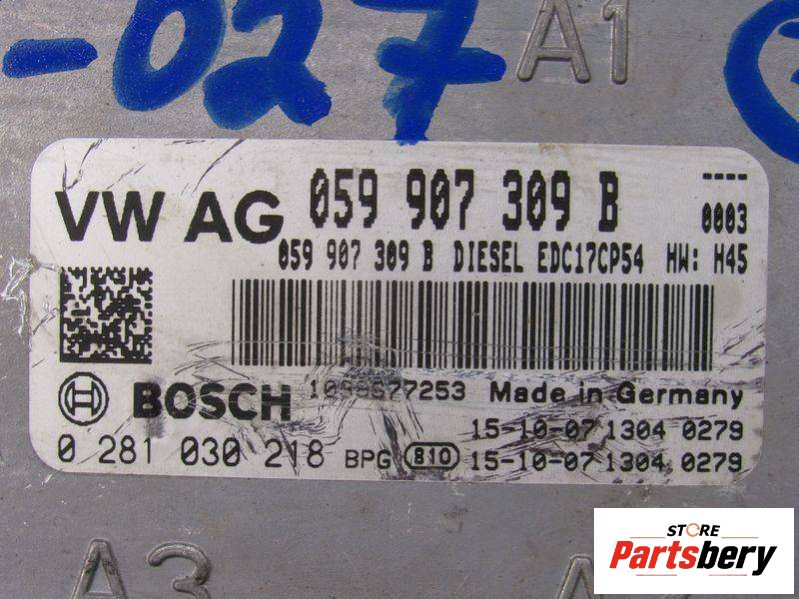 -027 A1
VW AG 059 907 309 B ----
0003
059 907 309 B DIESEL EDC17CP54 HW: H45
BOSCH Made in Germany
15-10-07 1304 0279
0 281 030 218 BPG 810 15-10-07 1304 0279
A3
STORE
Partsbery